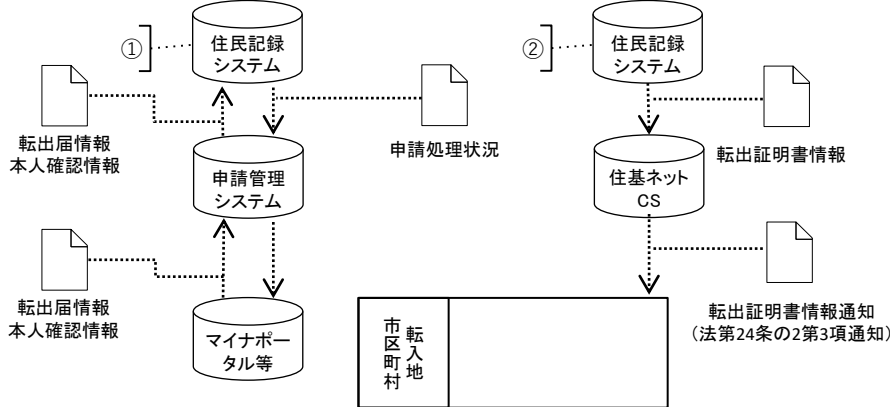 ①
住民記録
システム
②
住民記録
システム
転出届情報
本人確認情報
申請処理状況
転出証明書情報
申請管理
システム
住基ネット
CS
転出届情報
本人確認情報
マイナポー
タル等
転入地
市区町村
転出証明書情報通知
（法第24条の2第3項通知）